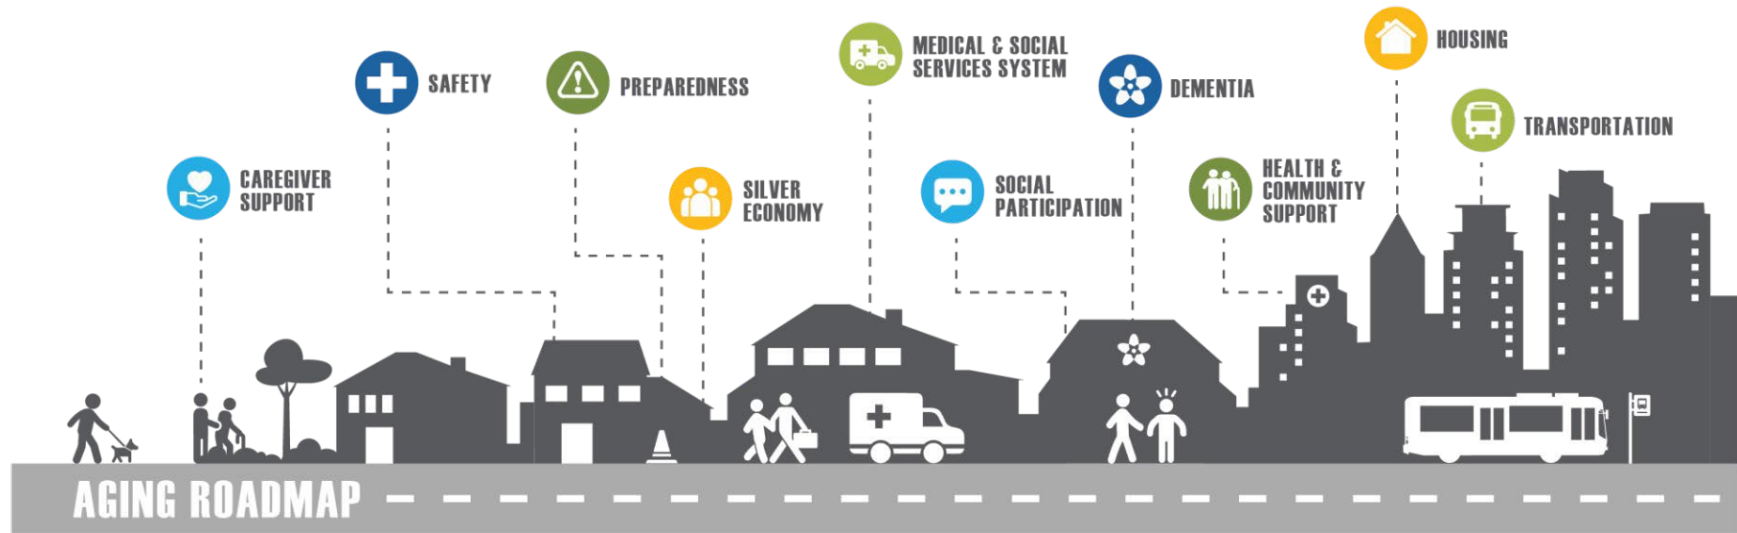 CAREGIVER
SUPPORT
SAFETY
PREPAREDNESS
SILVER
ECONOMY
MEDICAL & SOCIAL
SERVICES SYSTEM
SOCIAL
PARTICIPATION
DEMENTIA
HEALTH &
COMMUNITY
SUPPORT
HOUSING
TRANSPORTATION
AGING ROADMAP